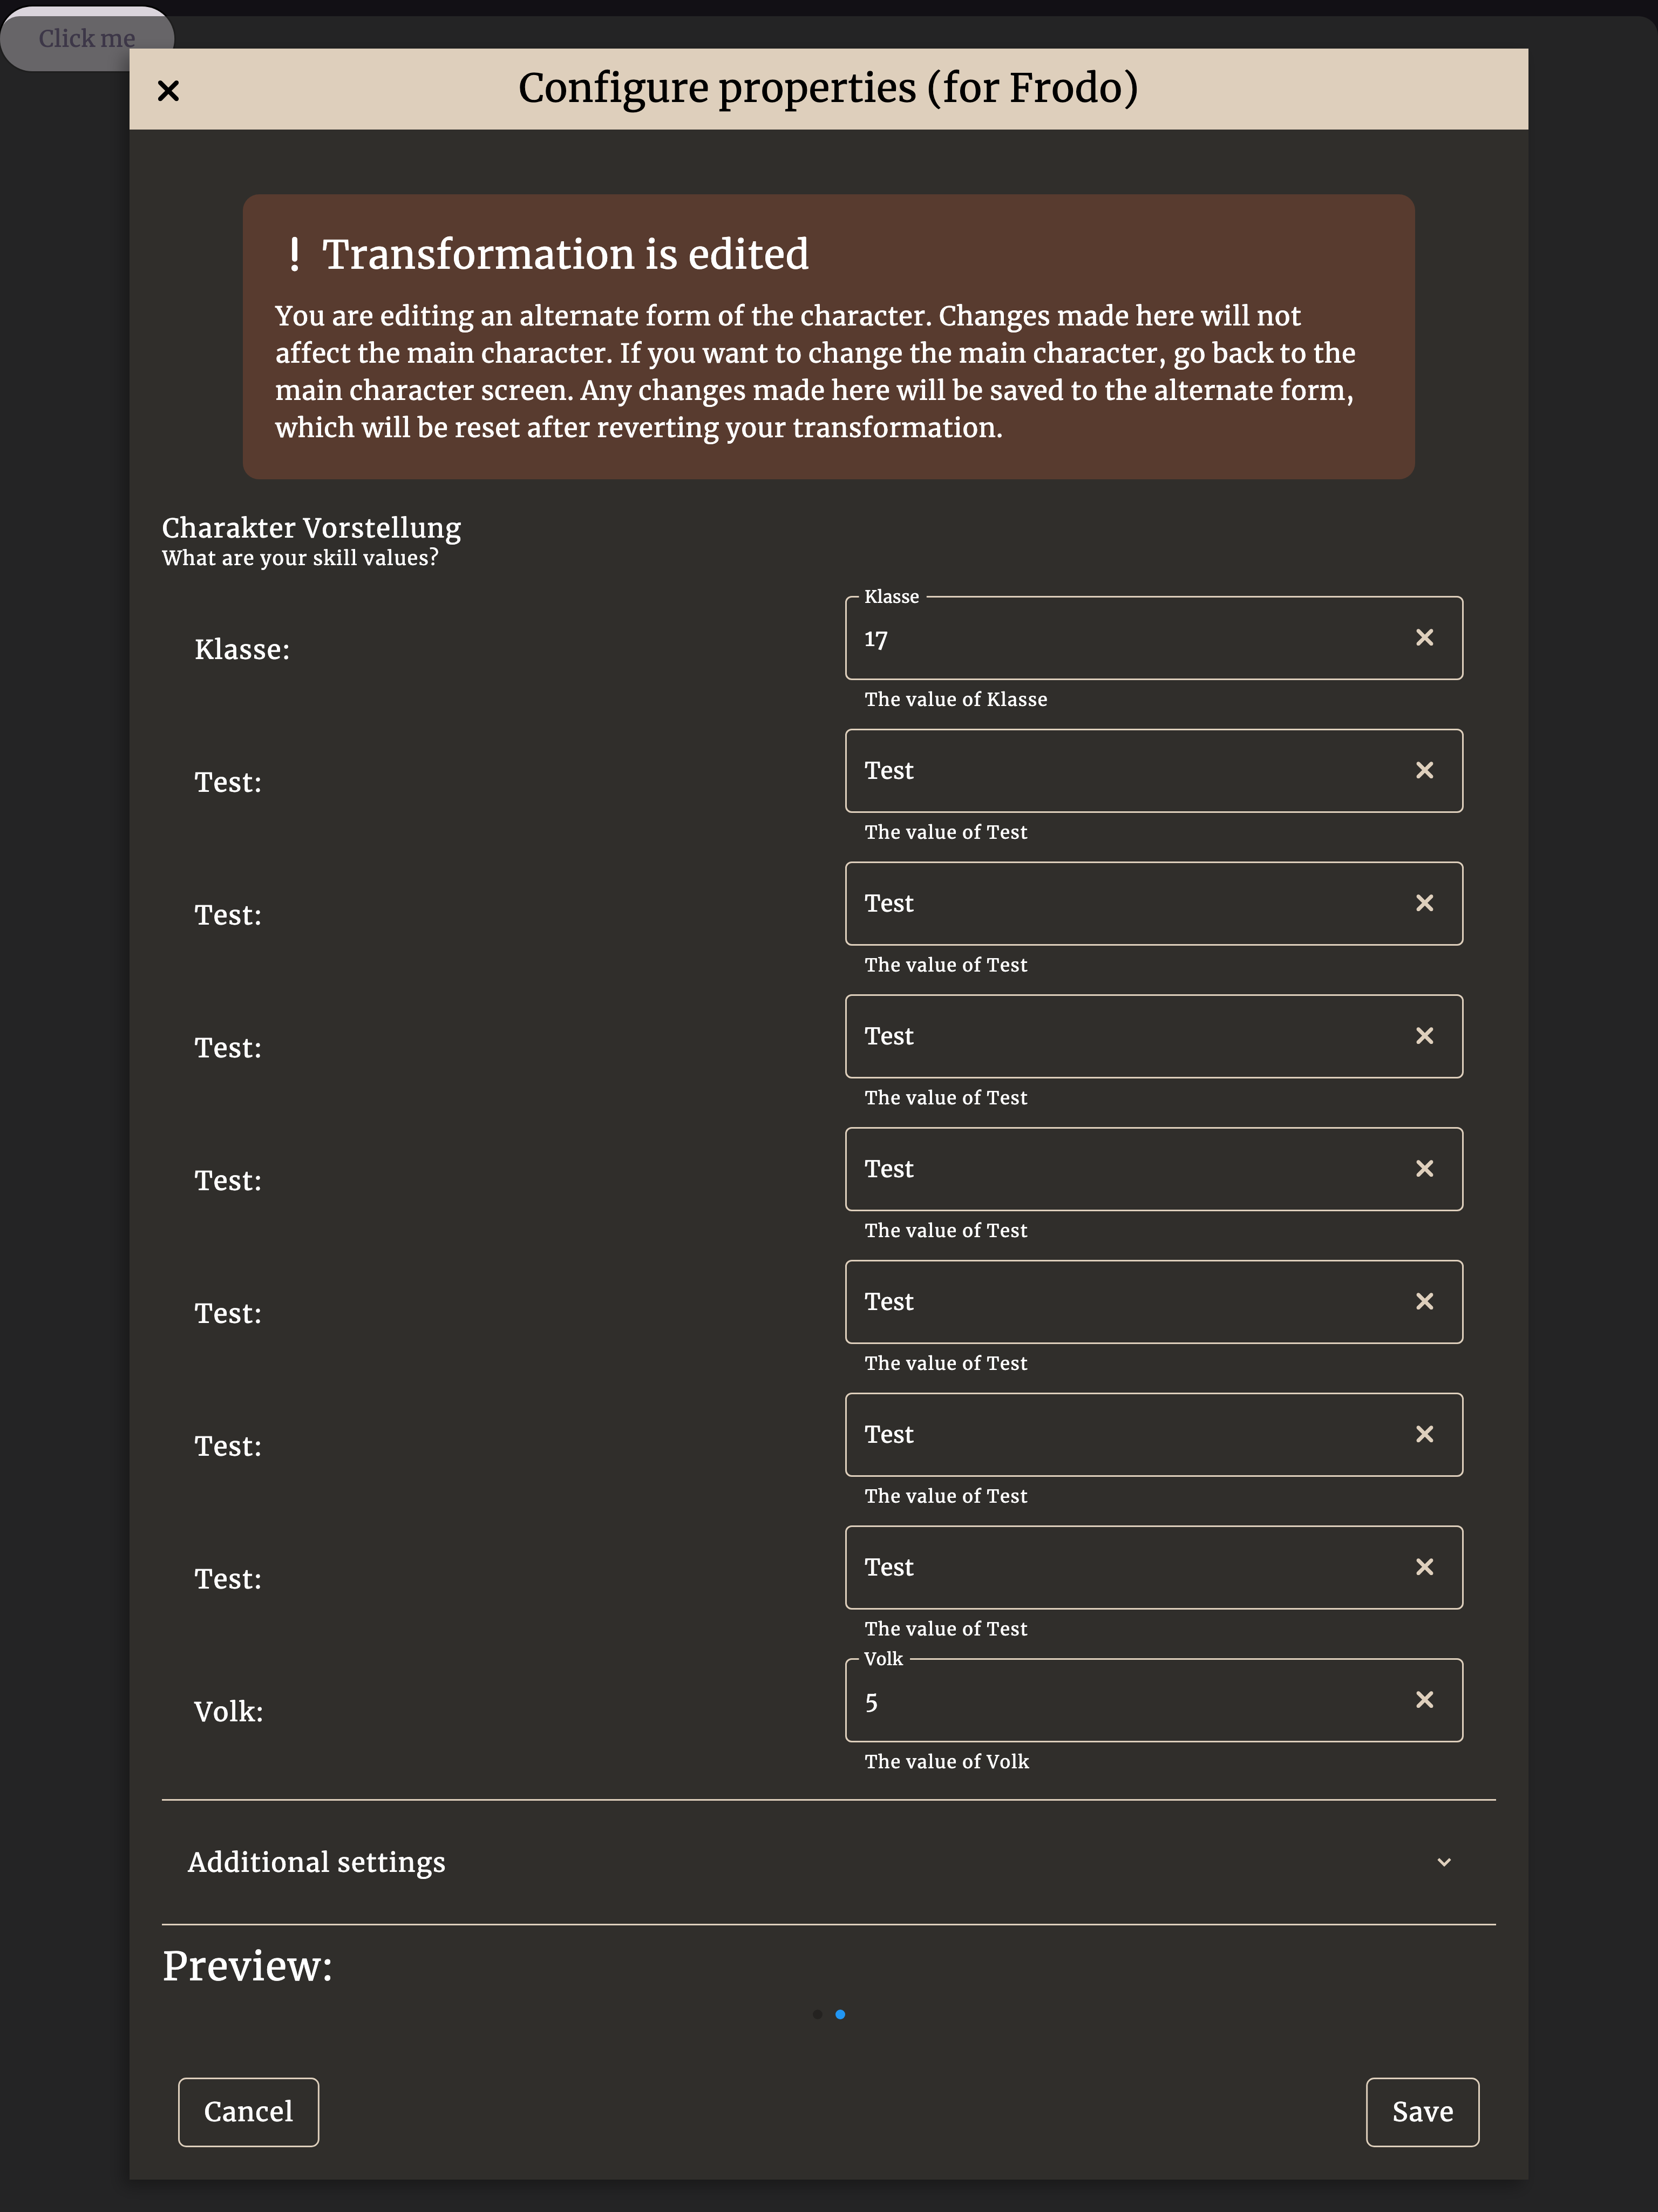 Click me
Configure properties (for Frodo)
! Transformation is edited
You are editing an alternate form of the character. Changes made here will not
affect the main character. If you want to change the main character, go back to the
main character screen. Any changes made here will be saved to the alternate form,
which will be reset after reverting your transformation.
Charakter Vorstellung
What are your skill values?
Klasse
Klasse:
17
The value of Klasse
Test:
Test
The value of Test
Test:
Test
The value of Test
Test:
Test
The value of Test
Test:
Test
The value of Test
Test:
Test
The value of Test
Test:
Test
The value of Test
Test:
Test
The value of Test
Volk
Volk:
5
The value of Volk
Additional settings
Preview:
Cancel
Save